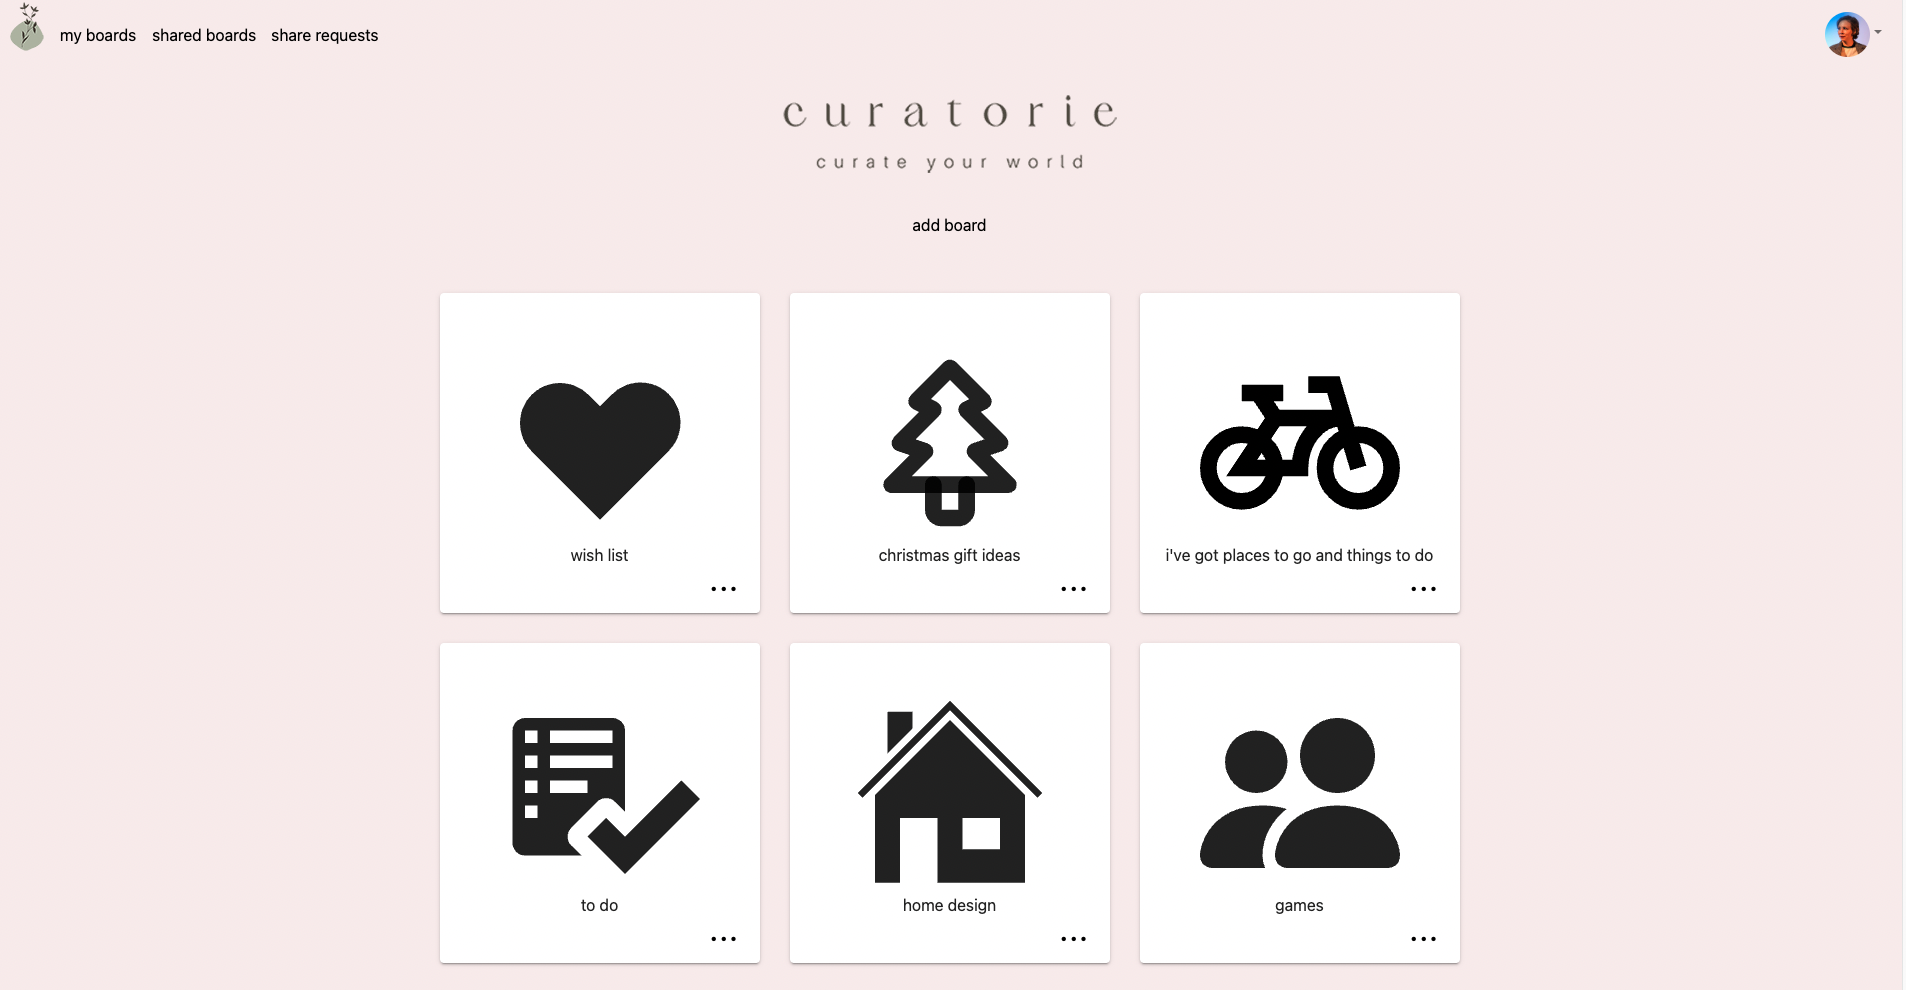 my boards shared boards share requests
curatorie
curate your world
add board
wish list
christmas gift ideas
i've got places to go and things to do
to do
home design
games